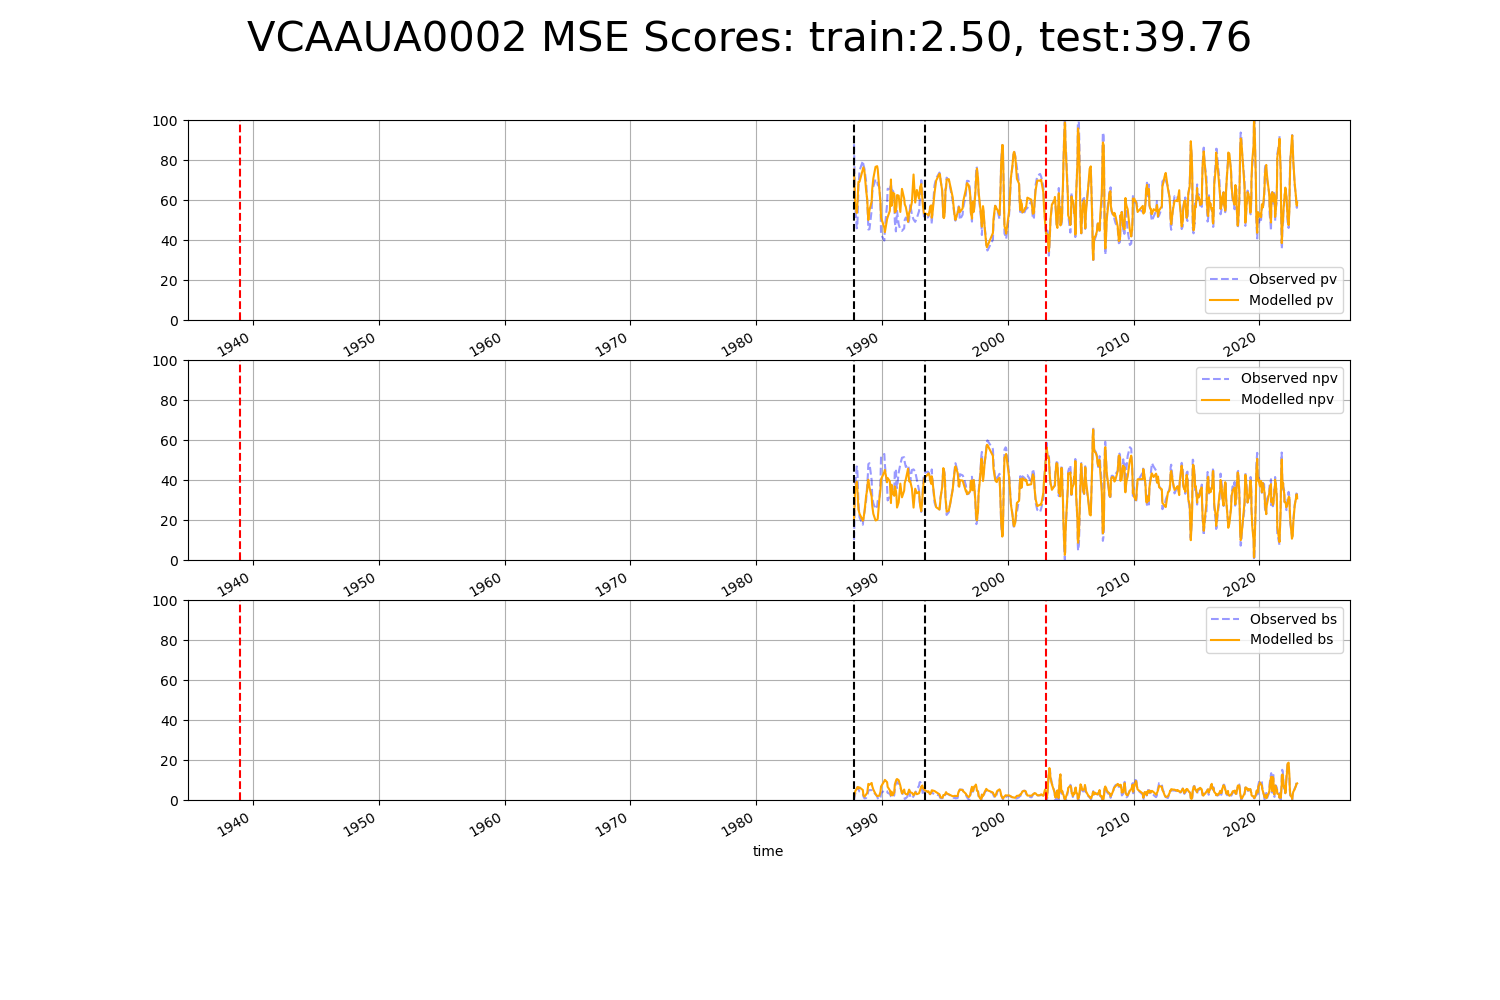 VCAAUA0002 MSE Scores: train:2.50, test:39.76
100
80
60
40
20
0
Observed pv
Modelled pv
1940 1950 1960 1970 1980 1990 2000 2010 2020
100
80
60
40
20
0
Observed npv
Modelled npv
1940 1950 1960 1970 1980 1990 2000 2010 2020
100
80
60
40
20
0
Observed bs
Modelled bs
1940 1950 1960 1970 1980 1990 2000 2010 2020
time